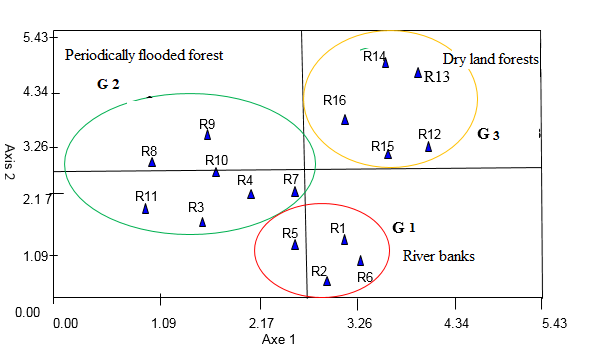 5.43
Periodically flooded forest
R14
Dry land forests
R13
G 2
4.34
R16
R9
R12
G 3
3.26
R15
R8
R10
Axis 2
R4
R7
2.17
R11
R3
R5
R1
G 1
1.09
River banks
R2
R6
0.00
0.00 1.09 2.17 3.26 4.34 5.43
Axe 1